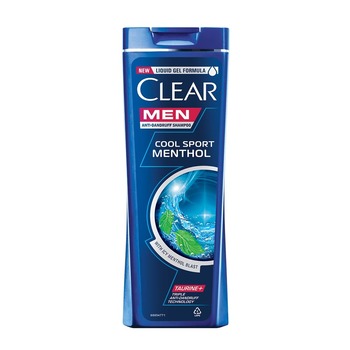 NEW LIQUID GEL FORMULA
CLEAR
MEN
ANTI-DANDRUFF SHAMPOO
COOL SPORT
MENTHOL
WITH ICY MENTHOL BLAST
TAURINE+
TRIPLE
ANTI-DANDRUFF
TECHNOLOGY